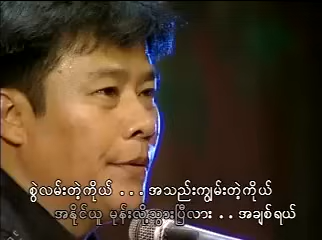 စွဲလမ်းတဲ့ကိုယ် . . . အသည်းကျွမ်းတဲ့ကိုယ်
အနိုင်ယူ မုန်းလို့သွားပြီလား . . အချစ်ရယ်